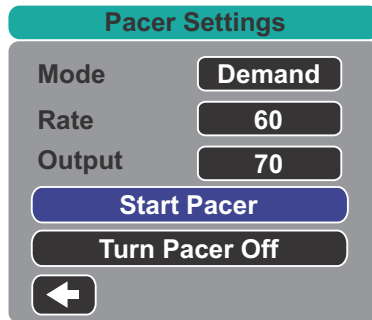 Pacer Settings
Mode Demand
Rate 60
Output 70
Start Pacer
Turn Pacer Off